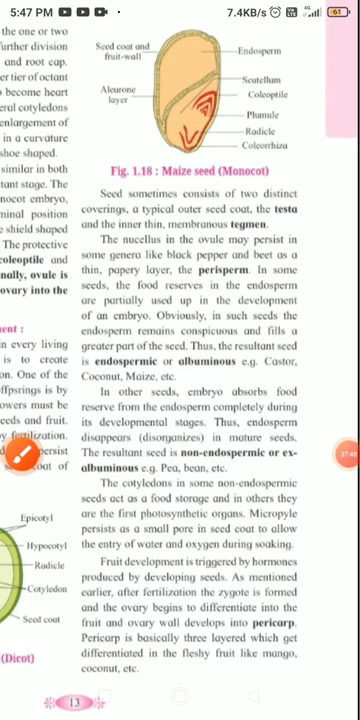 5:47 PM
7.4KB/s
4G
61
the one or two
further division
and root cap.
er tier of octant
become heart
eral cotyledons
enlargement of
in a curvature
shoe shaped.
similar in both
tant stage. The
nocot embryo,
minal position
e shield shaped
The protective
coleoptile and
nally, ovule is
ovary into the
ment :
in every living
is to create
on. One of the
ffpsrings is by
owers must be
eeds and fruit.
y fertilization.
persist
coat of
Epicotyl
Hypocotyl
Radicle
Cotyledon
Seed coat
(Dicot)
Seed coat and
fruit-wall
Aleurone
layer
Endosperm
Scutellum
Coleoptile
Plumule
Radicle
Coleorrhiza
Fig. 1.18 : Maize seed (Monocot)
Seed sometimes consists of two distinct
coverings, a typical outer seed coat, the testa
and the inner thin, membranous tegmen.
The nucellus in the ovule may persist in
some genera like black pepper and beet as a
thin, papery layer, the perisperm. In some
seeds, the food reserves in the endosperm
are partially used up in the development
of an embryo. Obviously, in such seeds the
endosperm remains conspicuous and fills a
greater part of the seed. Thus, the resultant seed
is endospermic or albuminous e.g. Castor,
Coconut, Maize, etc.
In other seeds, embryo absorbs food
reserve from the endosperm completely during
its developmental stages. Thus, endosperm
disappears (disorganizes) in mature seeds.
The resultant seed is non-endospermic or ex-
albuminous e.g. Pea, bean, etc.
The cotyledons in some non-endospermic
seeds act as a food storage and in others they
are the first photosynthetic organs. Micropyle
persists as a small pore in seed coat to allow
the entry of water and oxygen during soaking.
Fruit development is triggered by hormones
produced by developing seeds. As mentioned
earlier, after fertilization the zygote is formed
and the ovary begins to differentiate into the
fruit and ovary wall develops into pericarp.
Pericarp is basically three layered which get
differentiated in the fleshy fruit like mango,
coconut, etc.
37:48
13